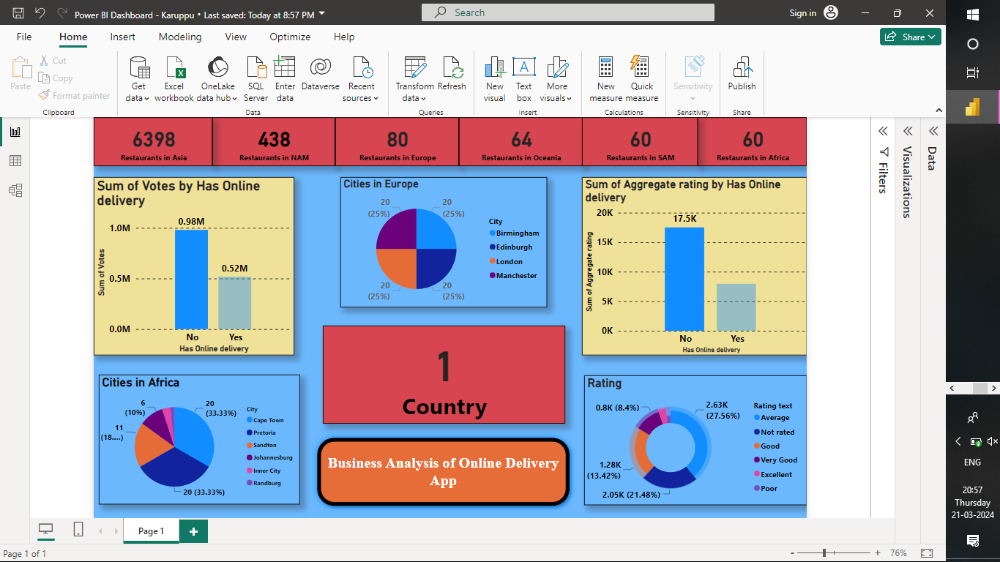 Power BI Dashboard - Karuppu • Last saved: Today at 8:57 PM
Search
Sign in
File Home Insert Modeling View Optimize Help
Share
Paste
Cut
Copy
Format painter
Clipboard
Get data
Excel workbook
OneLake data hub
SQL Server
Enter data
Dataverse
Recent sources
Data
Transform data
Refresh
Queries
New visual
Text box
More visuals
Insert
New measure
Quick measure
Calculations
Sensitivity
Sensitivity
Publish
Share
6398
Restaurants in Asia
438
Restaurants in NAM
80
Restaurants in Europe
64
Restaurants in Oceania
60
Restaurants in SAM
60
Restaurants in Africa
Filters
Visualizations
Data
Sum of Votes by Has Online
delivery
Sum of Votes
1.0M
0.5M
0.0M
0.98M
0.52M
No
Yes
Has Online delivery
Cities in Europe
20
(25%)
20
(25%)
20
(25%)
20
(25%)
City
Birmingham
Edinburgh
London
Manchester
Sum of Aggregate rating by Has Online
delivery
Sum of Aggregate rating
20K
15K
10K
5K
0K
17.5K
No
Yes
Has Online delivery
Cities in Africa
6
(10%)
20
(33.33%)
11
(18....)
20 (33.33%)
City
Cape Town
Pretoria
Sandton
Johannesburg
Inner City
Randburg
1
Country
Business Analysis of Online Delivery
App
Rating
0.8K (8.4%)
2.63K
(27.56%)
1.28K
(13.42%)
2.05K (21.48%)
Rating text
Average
Not rated
Good
Very Good
Excellent
Poor
Page 1
Page 1 of 1
- + 76%
ENG
20:57
Thursday
21-03-2024